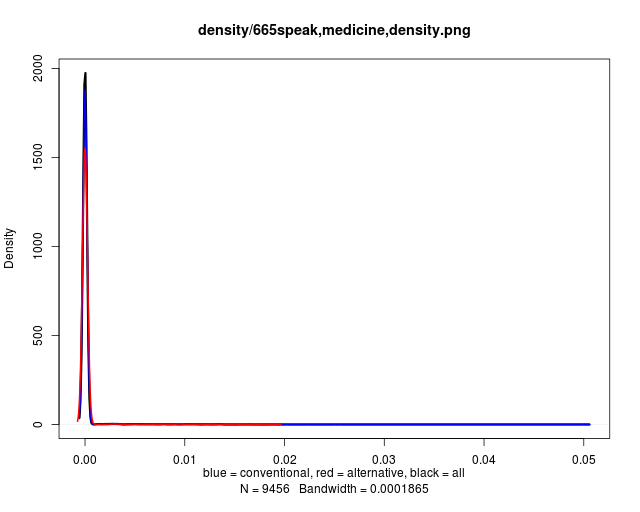 density/665speak,medicine,density.png
Density
2000
1500
1000
500
0
0.00 0.01 0.02 0.03 0.04 0.05
blue = conventional, red = alternative, black = all
N = 9456 Bandwidth = 0.0001865